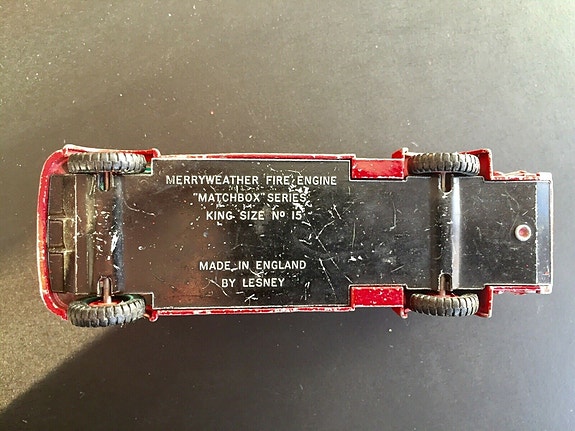 MERRYWEATHER FIRE ENGINE
"MATCHBOX" SERIES
KING SIZE Nº 15
MADE IN ENGLAND
BY LESNEY